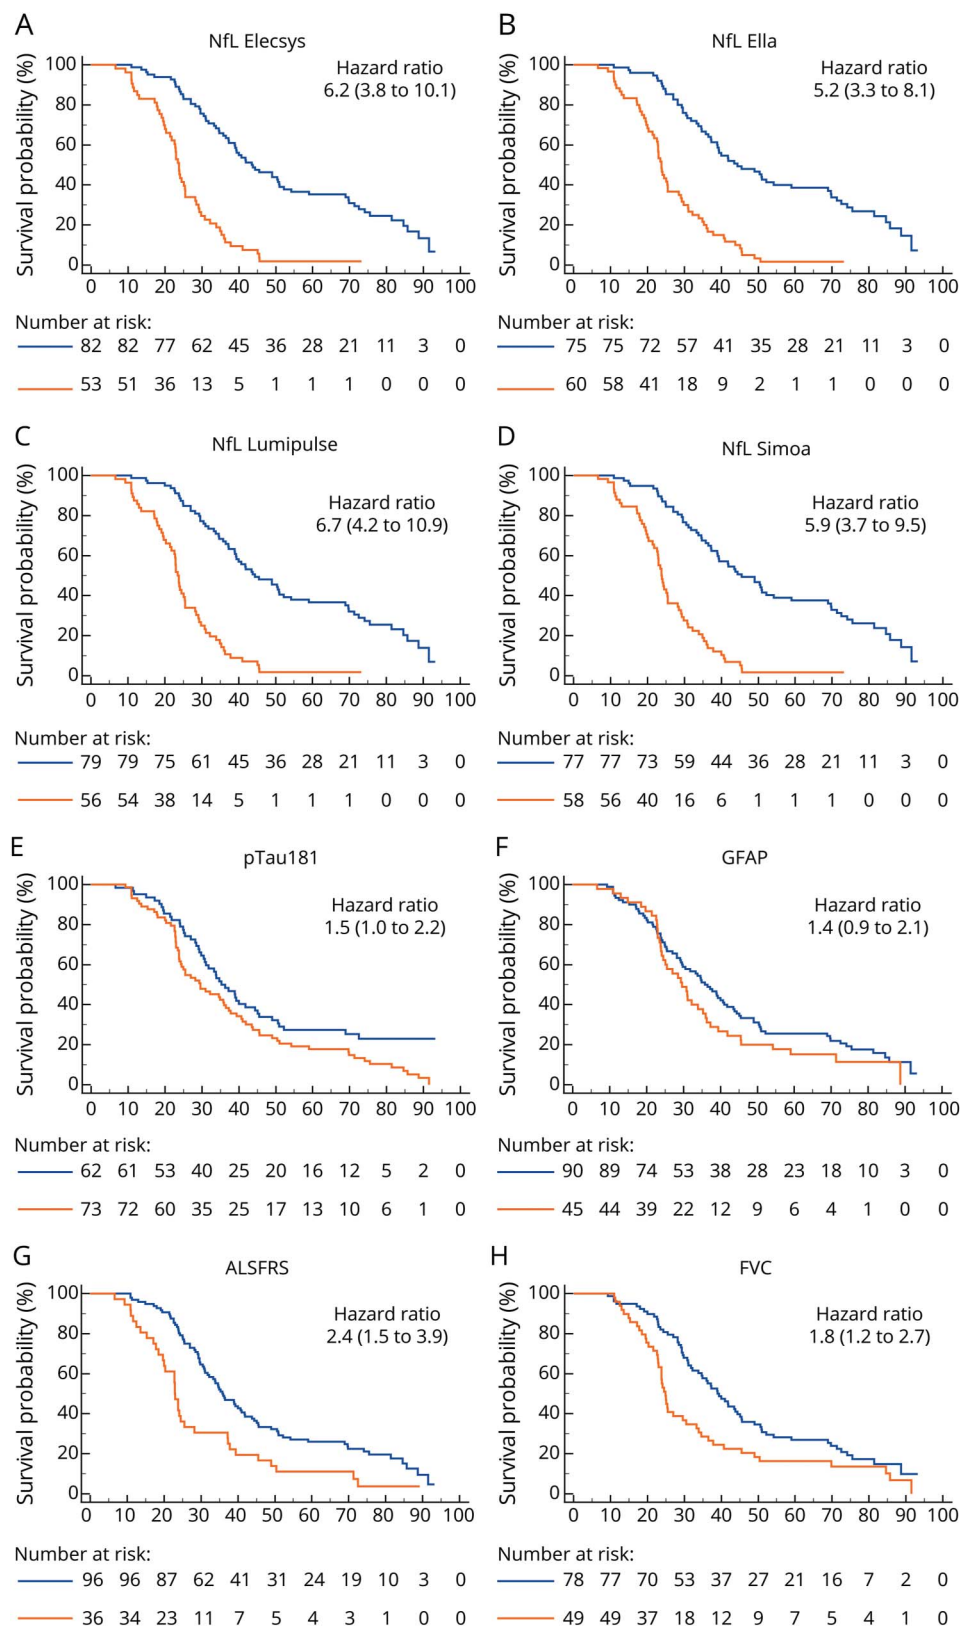 A
NfL Elecsys
Survival probability (%)
100
80
60
40
20
0
Hazard ratio
6.2 (3.8 to 10.1)
0 10 20 30 40 50 60 70 80 90 100
Number at risk:
82 82 77 62 45 36 28 21 11 3 0
53 51 36 13 5 1 1 1 0 0 0
B
NfL Ella
Survival probability (%)
100
80
60
40
20
0
Hazard ratio
5.2 (3.3 to 8.1)
0 10 20 30 40 50 60 70 80 90 100
Number at risk:
75 75 72 57 41 35 28 21 11 3 0
60 58 41 18 9 2 1 1 0 0 0
C
NfL Lumipulse
Survival probability (%)
100
80
60
40
20
0
Hazard ratio
6.7 (4.2 to 10.9)
0 10 20 30 40 50 60 70 80 90 100
Number at risk:
79 79 75 61 45 36 28 21 11 3 0
56 54 38 14 5 1 1 1 0 0 0
D
NfL Simoa
Survival probability (%)
100
80
60
40
20
0
Hazard ratio
5.9 (3.7 to 9.5)
0 10 20 30 40 50 60 70 80 90 100
Number at risk:
77 77 73 59 44 36 28 21 11 3 0
58 56 40 16 6 1 1 1 0 0 0
E
pTau181
Survival probability (%)
100
80
60
40
20
0
Hazard ratio
1.5 (1.0 to 2.2)
0 10 20 30 40 50 60 70 80 90 100
Number at risk:
62 61 53 40 25 20 16 12 5 2 0
73 72 60 35 25 17 13 10 6 1 0
F
GFAP
Survival probability (%)
100
80
60
40
20
0
Hazard ratio
1.4 (0.9 to 2.1)
0 10 20 30 40 50 60 70 80 90 100
Number at risk:
90 89 74 53 38 28 23 18 10 3 0
45 44 39 22 12 9 6 4 1 0 0
G
ALSFRS
Survival probability (%)
100
80
60
40
20
0
Hazard ratio
2.4 (1.5 to 3.9)
0 10 20 30 40 50 60 70 80 90 100
Number at risk:
96 96 87 62 41 31 24 19 10 3 0
36 34 23 11 7 5 4 3 1 0 0
H
FVC
Survival probability (%)
100
80
60
40
20
0
Hazard ratio
1.8 (1.2 to 2.7)
0 10 20 30 40 50 60 70 80 90 100
Number at risk:
78 77 70 53 37 27 21 16 7 2 0
49 49 37 18 12 9 7 5 4 1 0